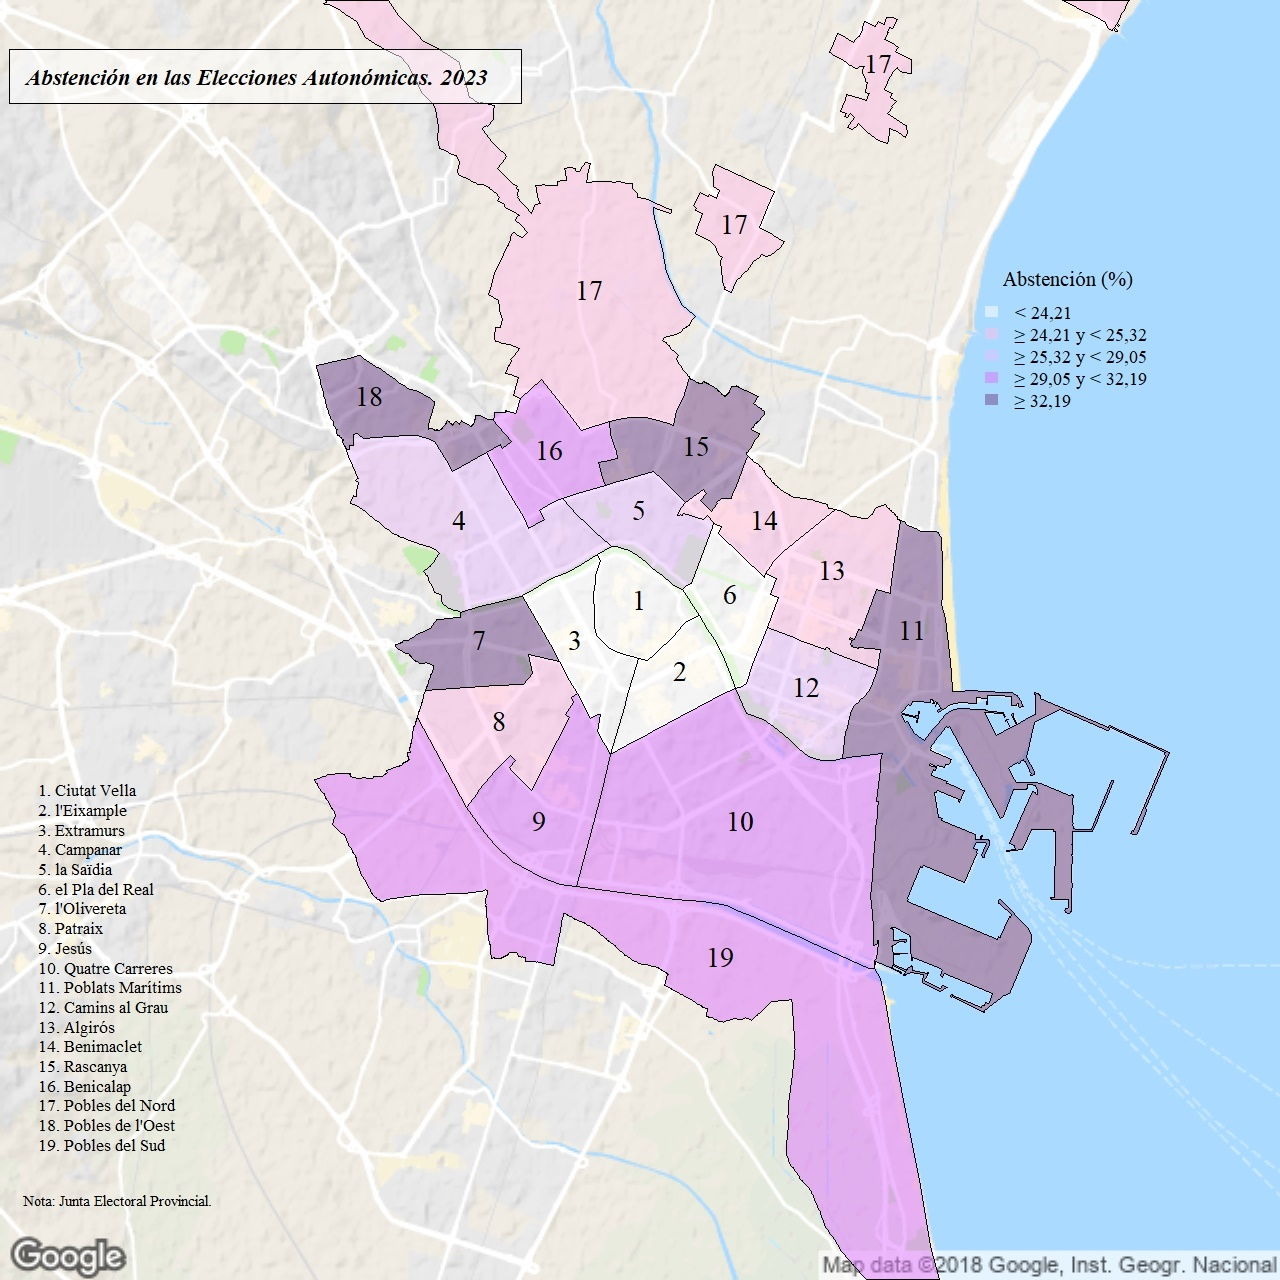 Abstención en las Elecciones Autonómicas. 2023
17
17
17
Abstención (%)
< 24,21
≥ 24,21 y < 25,32
≥ 25,32 y < 29,05
≥ 29,05 y < 32,19
≥ 32,19
18
15
16
5
4
14
13
6
1
11
3
7
2
12
8
9
10
19
1. Ciutat Vella
2. l'Eixample
3. Extramurs
4. Campanar
5. la Saïdia
6. el Pla del Real
7. l'Olivereta
8. Patraix
9. Jesús
10. Quatre Carreres
11. Poblats Marítims
12. Camins al Grau
13. Algirós
14. Benimaclet
15. Rascanya
16. Benicalap
17. Pobles del Nord
18. Pobles de l'Oest
19. Pobles del Sud
Nota: Junta Electoral Provincial.
Google
Map data ©2018 Google, Inst. Geogr. Nacional